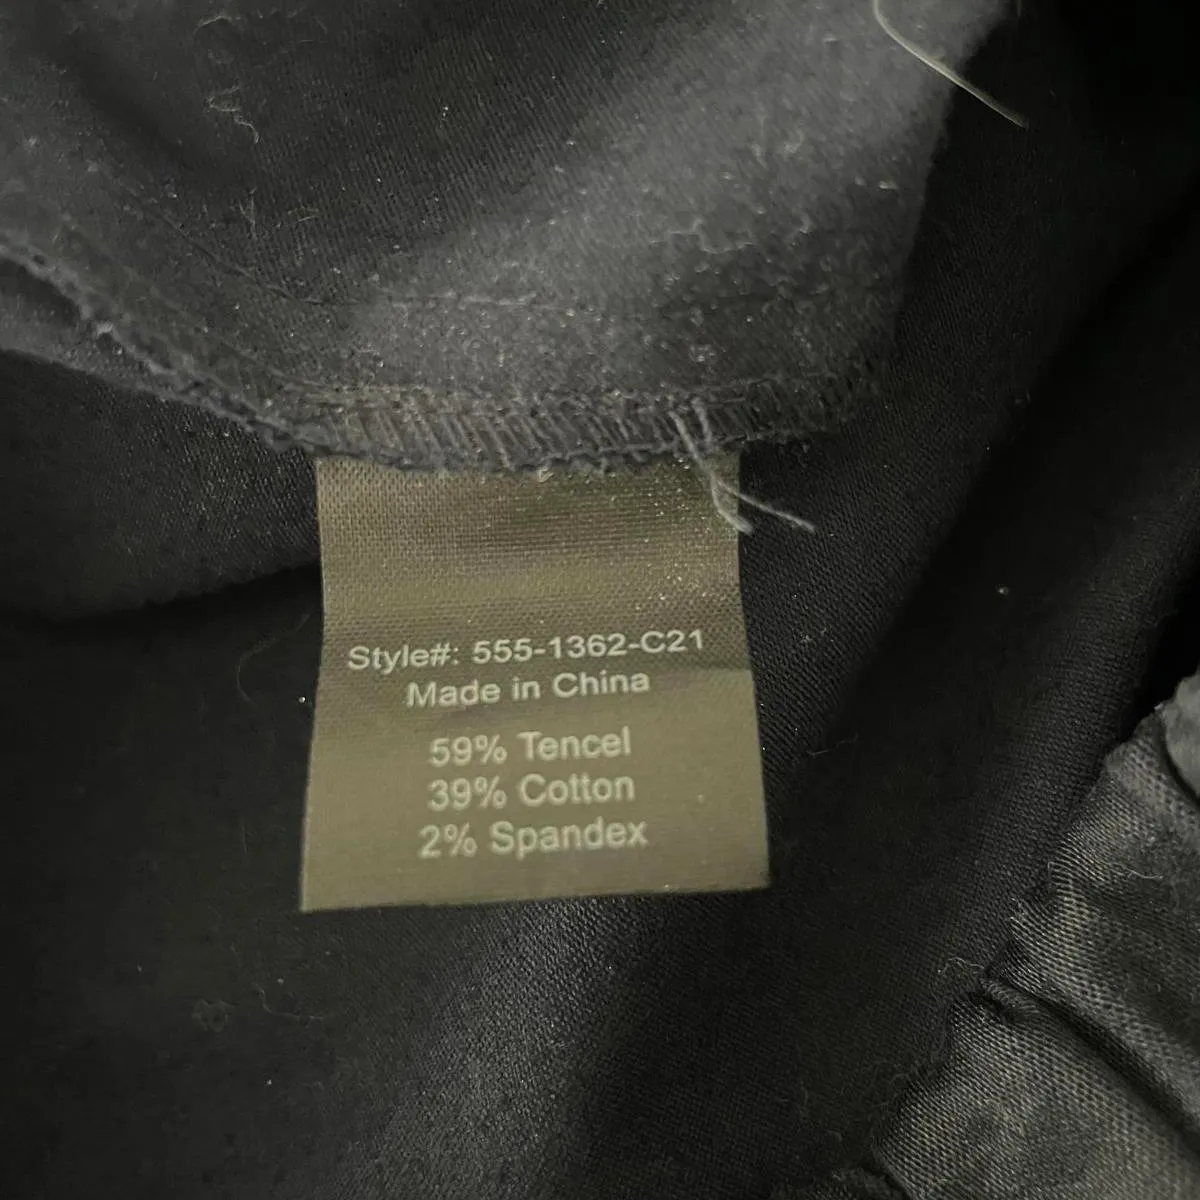 Style#: 555-1362-C21
Made in China
59% Tencel
39% Cotton
2% Spandex